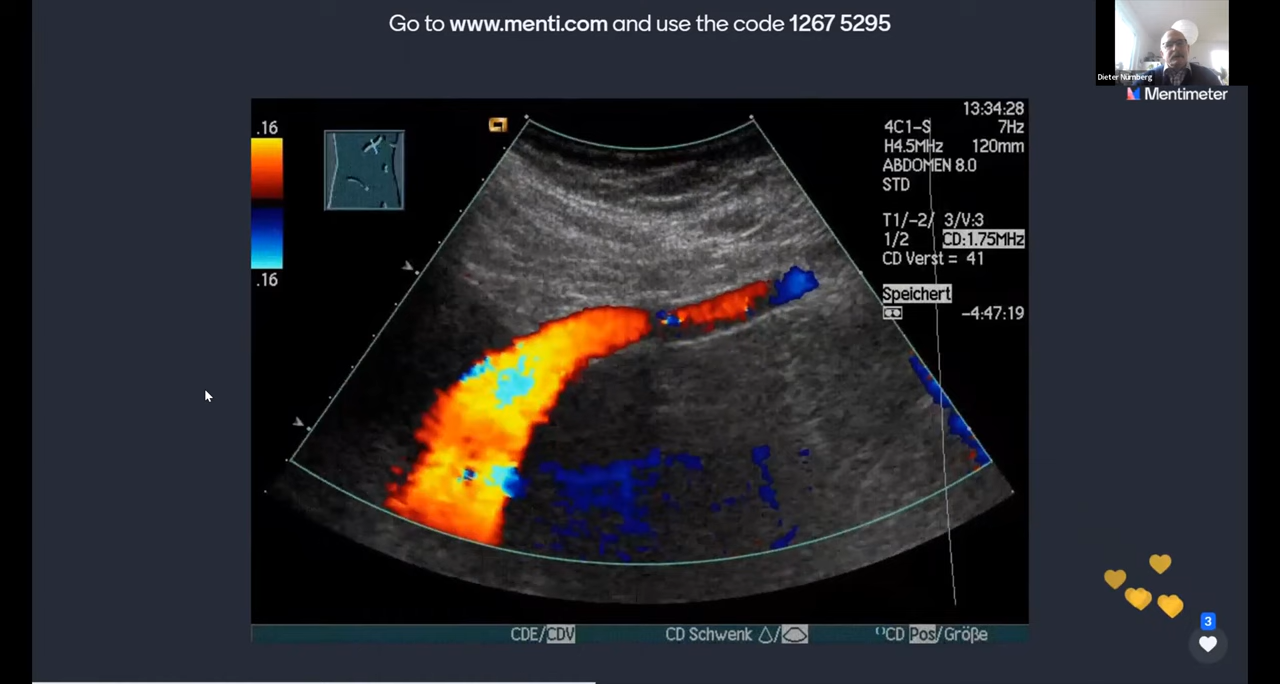 Go to www.menti.com and use the code 1267 5295
Dieter Nürnberg
Mentimeter
.16
.16
13:34:28
4C1-S 7Hz
H4.5MHz 120mm
ABDOMEN 8.0
STD
T1/-2/ 3/V:3
1/2 CD:1.75MHz
CD Verst = 41
Speichert
-4:47:19
CDE/CDV CD Schwenk CD Pos/Größe
3